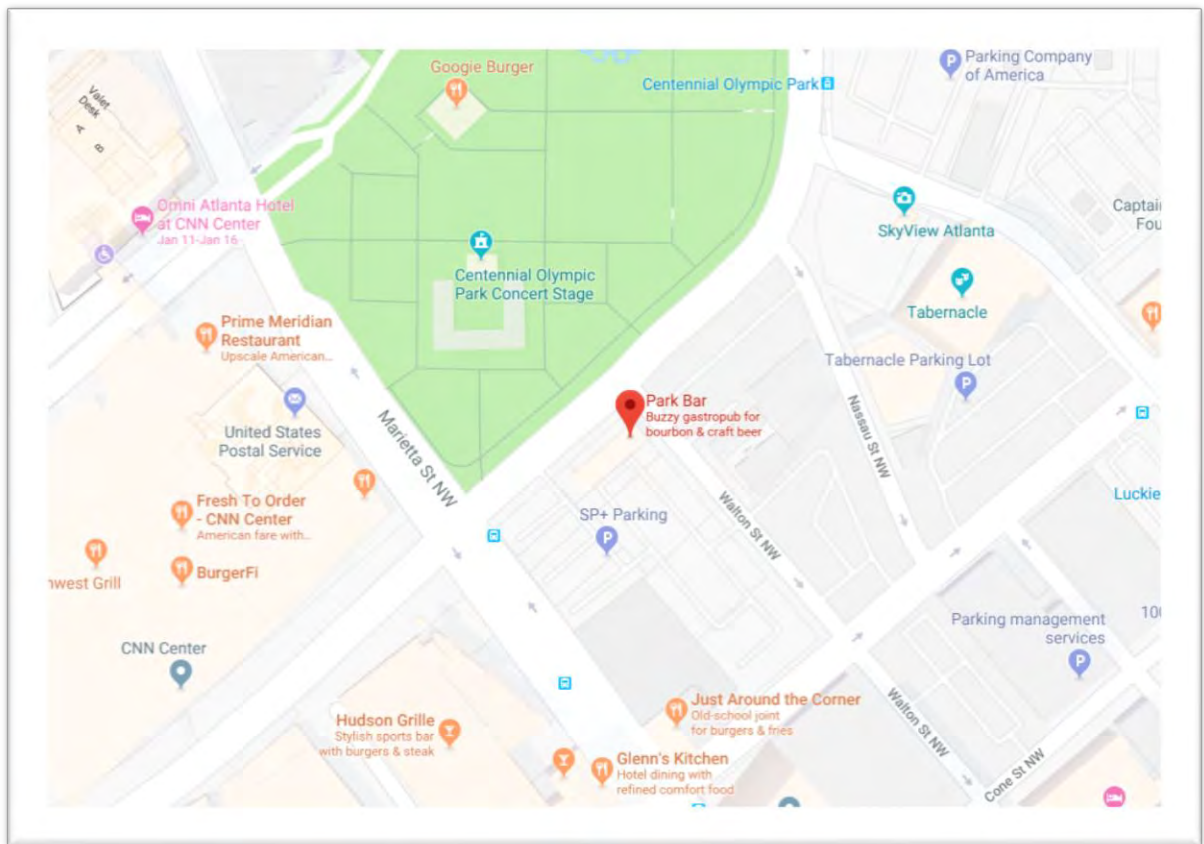 Parking Company
of America
Googie Burger
Centennial Olympic Park
Valet
Desk
A
B
Omni Atlanta Hotel
at CNN Center
Jan 11-Jan 16
SkyView Atlanta
Centennial Olympic
Park Concert Stage
Tabernacle
Prime Meridian
Restaurant
Upscale American...
Tabernacle Parking Lot
Park Bar
Buzzy gastropub for
bourbon & craft beer
Marietta St NW
Nassau St NW
United States
Postal Service
Fresh To Order
- CNN Center
American fare with...
SP+ Parking
Walton St NW
Luckie
BurgerFi
Grill
CNN Center
Parking management
services
Just Around the Corner
Old-school joint
for burgers & fries
Walton St NW
Hudson Grille
Stylish sports bar
with burgers & steak
Glenn's Kitchen
Hotel dining with
refined comfort food
Cone St NW